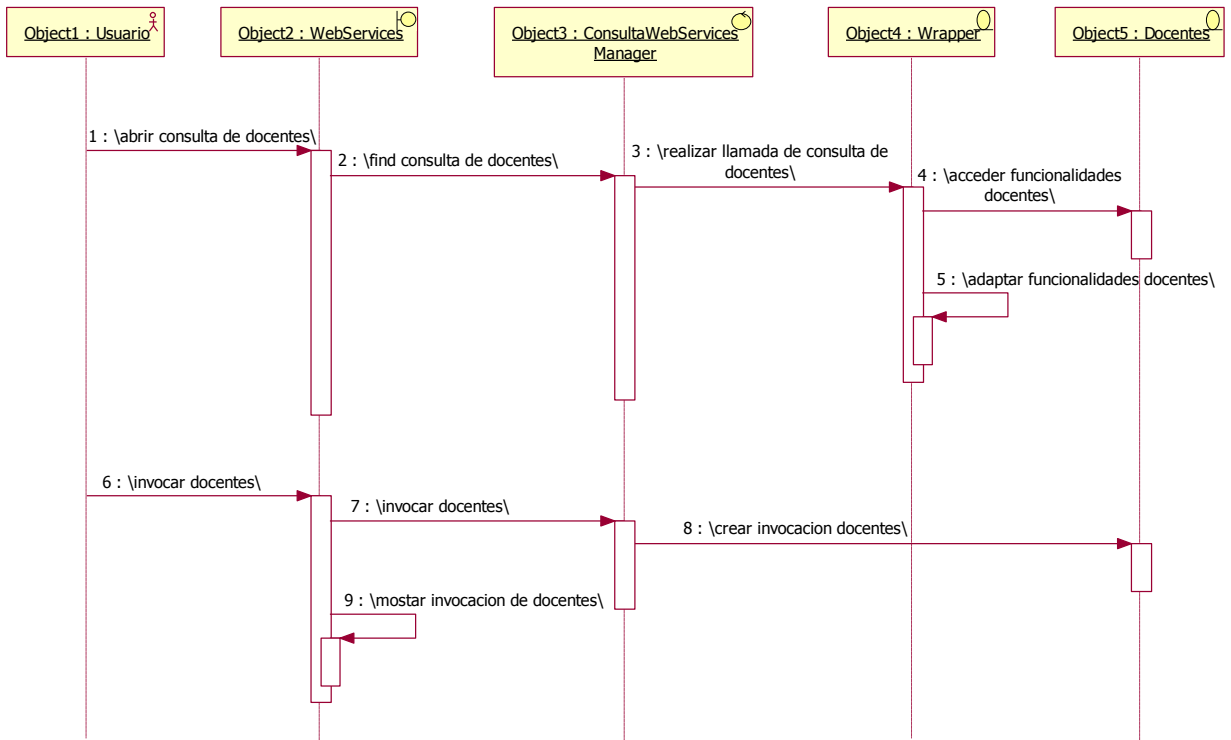 Object1 : Usuario
Object2 : WebServices
Object3 : ConsultaWebServices
Manager
Object4 : Wrapper
Object5 : Docentes
1 : \abrir consulta de docentes\
2 : \find consulta de docentes\
3 : \realizar llamada de consulta de
docentes\
4 : \acceder funcionalidades
docentes\
5 : \adaptar funcionalidades docentes\
6 : \invocar docentes\
7 : \invocar docentes\
8 : \crear invocacion docentes\
9 : \mostar invocacion de docentes\